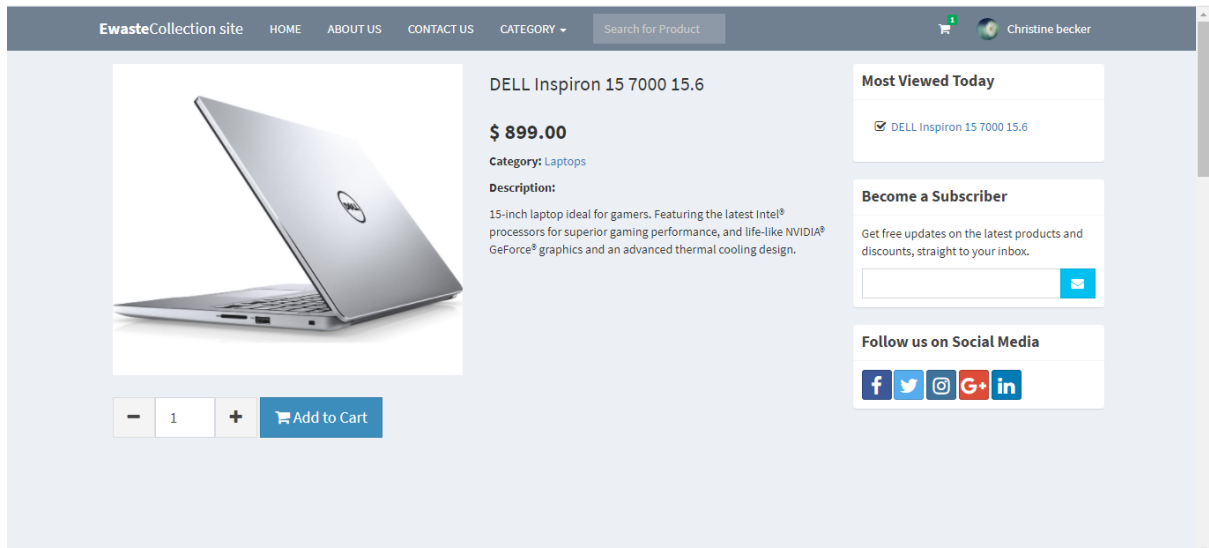 EwasteCollection site HOME ABOUT US CONTACT US CATEGORY Search for Product 1 Christine becker
DELL
DELL Inspiron 15 7000 15.6
$ 899.00
Category: Laptops
Description:
15-inch laptop ideal for gamers. Featuring the latest Intel®
processors for superior gaming performance, and life-like NVIDIA®
GeForce® graphics and an advanced thermal cooling design.
1 Add to Cart
Most Viewed Today
DELL Inspiron 15 7000 15.6
Become a Subscriber
Get free updates on the latest products and
discounts, straight to your inbox.
Follow us on Social Media
f G+ in